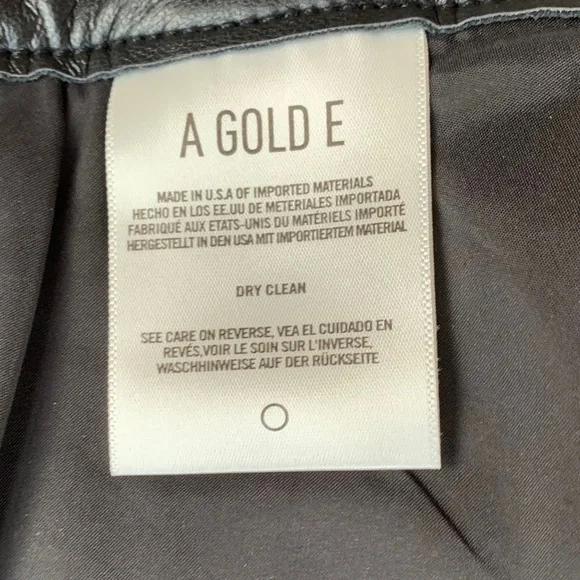 A GOLD E
MADE IN U.S.A OF IMPORTED MATERIALS
HECHO EN LOS EE.UU DE METERIALES IMPORTADA
FABRIQUÉ AUX ETATS-UNIS DU MATÉRIELS IMPORTÉ
HERGESTELLT IN DEN USA MIT IMPORTIERTEM MATERIAL
DRY CLEAN
SEE CARE ON REVERSE, VEA EL CUIDADO EN
REVÉS,VOIR LE SOIN SUR L'INVERSE,
WASCHHINWEISE AUF DER RÜCKSEITE